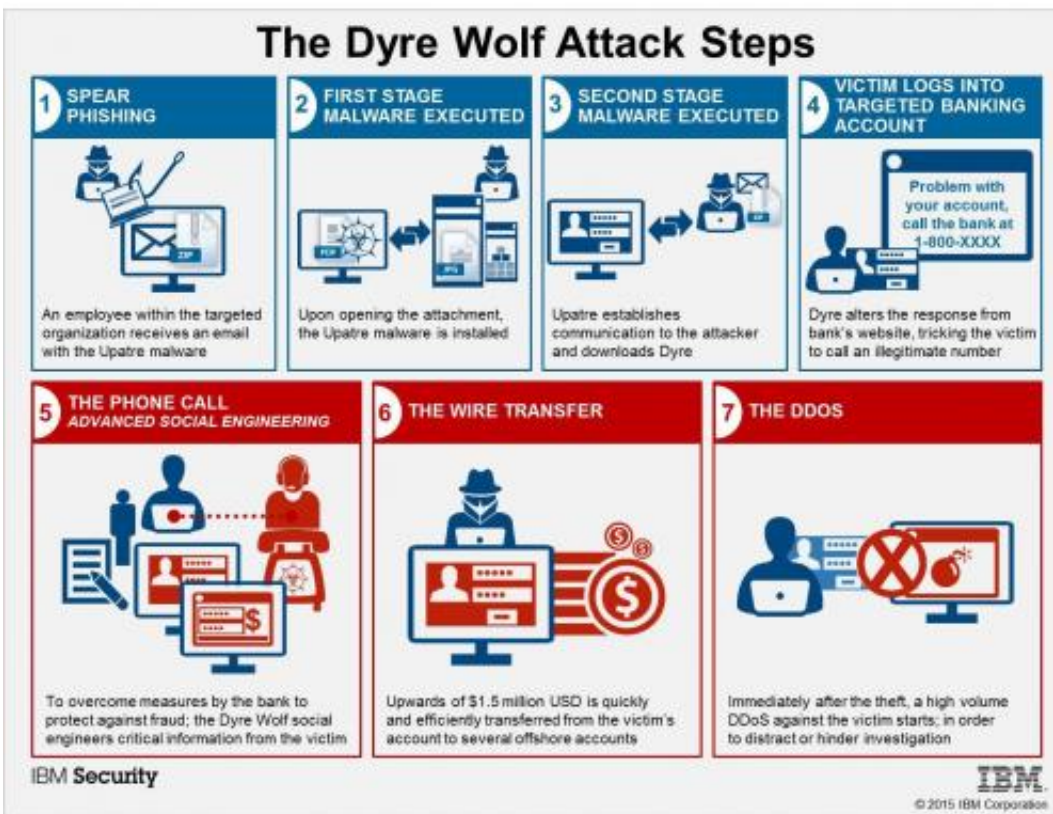 The Dyre Wolf Attack Steps
1 SPEAR
PHISHING
An employee within the targeted
organization receives an email
with the Upatre malware
2 FIRST STAGE
MALWARE EXECUTED
Upon opening the attachment,
the Upatre malware is installed
3 SECOND STAGE
MALWARE EXECUTED
Upatre establishes
communication to the attacker
and downloads Dyre
4 VICTIM LOGS INTO
TARGETED BANKING
ACCOUNT
Problem with
your account,
call the bank at
1-800-XXXX
Dyre alters the response from
bank's website, tricking the victim
to call an illegitimate number
5 THE PHONE CALL
ADVANCED SOCIAL ENGINEERING
To overcome measures by the bank to
protect against fraud; the Dyre Wolf social
engineers critical information from the victim
6 THE WIRE TRANSFER
Upwards of $1.5 million USD is quickly
and efficiently transferred from the victim's
account to several offshore accounts
7 THE DDOS
Immediately after the theft, a high volume
DDoS against the victim starts; in order
to distract or hinder investigation
ZIP
PDF
JPG
ZIP
$
$
$
$
IBM Security
IBM
© 2015 IBM Corporation